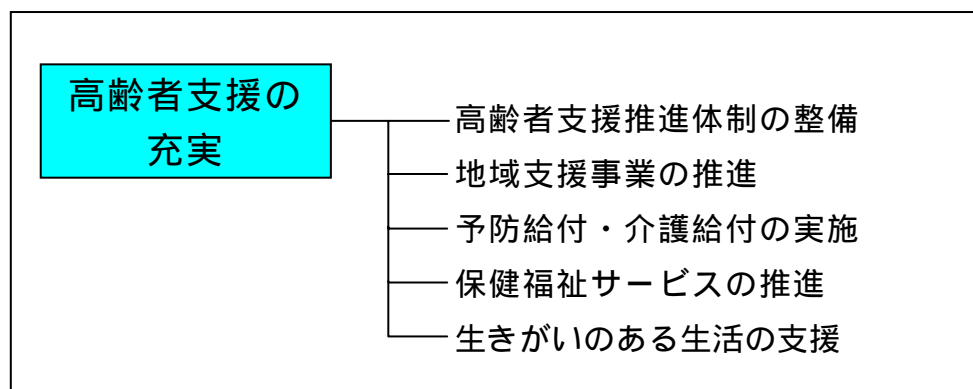 高齢者支援の
充実
高齢者支援推進体制の整備
地域支援事業の推進
予防給付・介護給付の実施
保健福祉サービスの推進
生きがいのある生活の支援